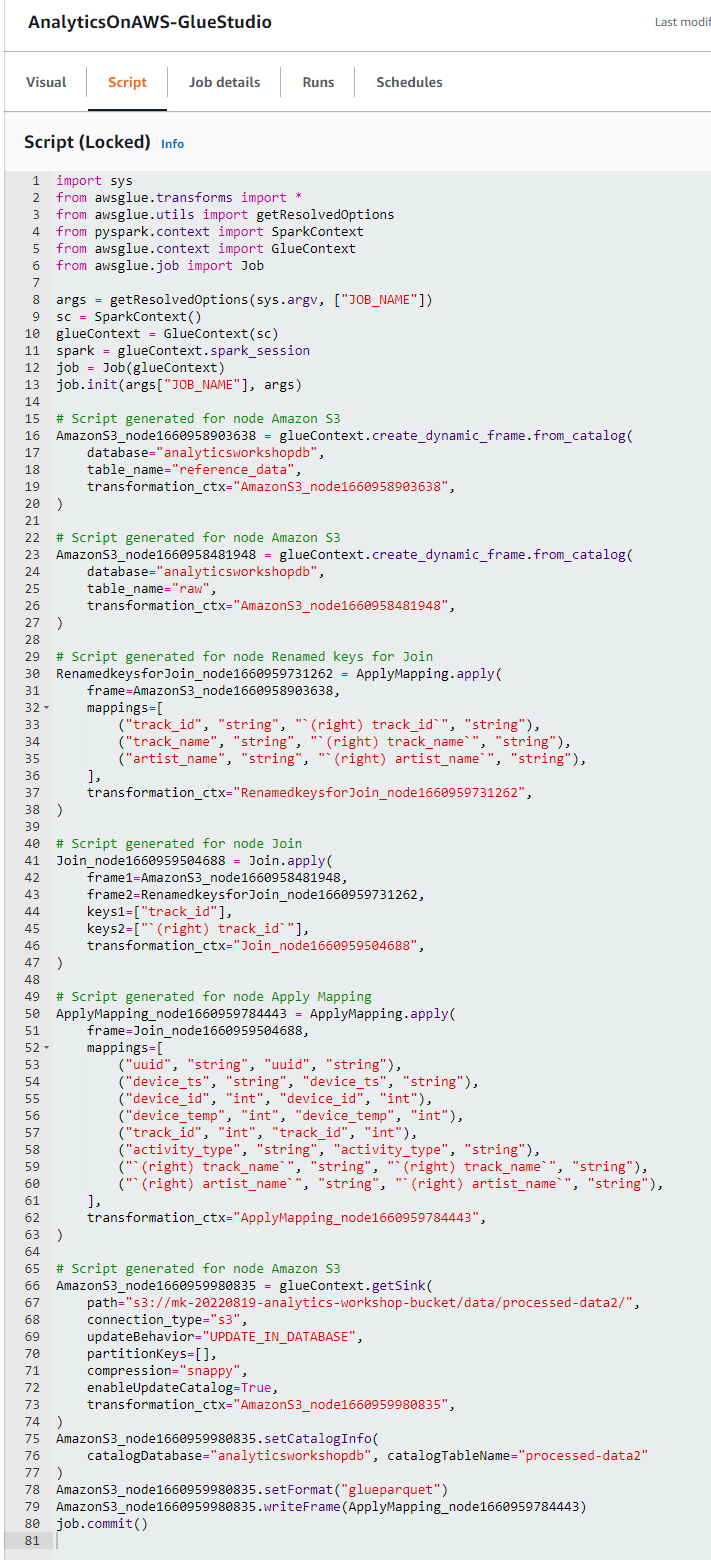 AnalyticsOnAWS-GlueStudio
Last modif
Visual Script Job details Runs Schedules
Script (Locked) Info
1 import sys
2 from awsglue.transforms import *
3 from awsglue.utils import getResolvedOptions
4 from pyspark.context import SparkContext
5 from awsglue.context import GlueContext
6 from awsglue.job import Job
7
8 args = getResolvedOptions(sys.argv, ["JOB_NAME"])
9 sc = SparkContext()
10 glueContext = GlueContext(sc)
11 spark = glueContext.spark_session
12 job = Job(glueContext)
13 job.init(args["JOB_NAME"], args)
14
15 # Script generated for node Amazon S3
16 AmazonS3_node1660958903638 = glueContext.create_dynamic_frame.from_catalog(
17     database="analyticsworkshopdb",
18     table_name="reference_data",
19     transformation_ctx="AmazonS3_node1660958903638",
20 )
21
22 # Script generated for node Amazon S3
23 AmazonS3_node1660958481948 = glueContext.create_dynamic_frame.from_catalog(
24     database="analyticsworkshopdb",
25     table_name="raw",
26     transformation_ctx="AmazonS3_node1660958481948",
27 )
28
29 # Script generated for node Renamed keys for Join
30 RenamedkeysforJoin_node1660959731262 = ApplyMapping.apply(
31     frame=AmazonS3_node1660958903638,
32     mappings=[
33         ("track_id", "string", "`(right) track_id`", "string"),
34         ("track_name", "string", "`(right) track_name`", "string"),
35         ("artist_name", "string", "`(right) artist_name`", "string"),
36     ],
37     transformation_ctx="RenamedkeysforJoin_node1660959731262",
38 )
39
40 # Script generated for node Join
41 Join_node1660959504688 = Join.apply(
42     frame1=AmazonS3_node1660958481948,
43     frame2=RenamedkeysforJoin_node1660959731262,
44     keys1=["track_id"],
45     keys2=["`(right) track_id`"],
46     transformation_ctx="Join_node1660959504688",
47 )
48
49 # Script generated for node Apply Mapping
50 ApplyMapping_node1660959784443 = ApplyMapping.apply(
51     frame=Join_node1660959504688,
52     mappings=[
53         ("uuid", "string", "uuid", "string"),
54         ("device_ts", "string", "device_ts", "string"),
55         ("device_id", "int", "device_id", "int"),
56         ("device_temp", "int", "device_temp", "int"),
57         ("track_id", "int", "track_id", "int"),
58         ("activity_type", "string", "activity_type", "string"),
59         ("`(right) track_name`", "string", "`(right) track_name`", "string"),
60         ("`(right) artist_name`", "string", "`(right) artist_name`", "string"),
61     ],
62     transformation_ctx="ApplyMapping_node1660959784443",
63 )
64
65 # Script generated for node Amazon S3
66 AmazonS3_node1660959980835 = glueContext.getSink(
67     path="s3://mk-20220819-analytics-workshop-bucket/data/processed-data2/",
68     connection_type="s3",
69     updateBehavior="UPDATE_IN_DATABASE",
70     partitionKeys=[],
71     compression="snappy",
72     enableUpdateCatalog=True,
73     transformation_ctx="AmazonS3_node1660959980835",
74 )
75 AmazonS3_node1660959980835.setCatalogInfo(
76     catalogDatabase="analyticsworkshopdb", catalogTableName="processed-data2"
77 )
78 AmazonS3_node1660959980835.setFormat("glueparquet")
79 AmazonS3_node1660959980835.writeFrame(ApplyMapping_node1660959784443)
80 job.commit()
81